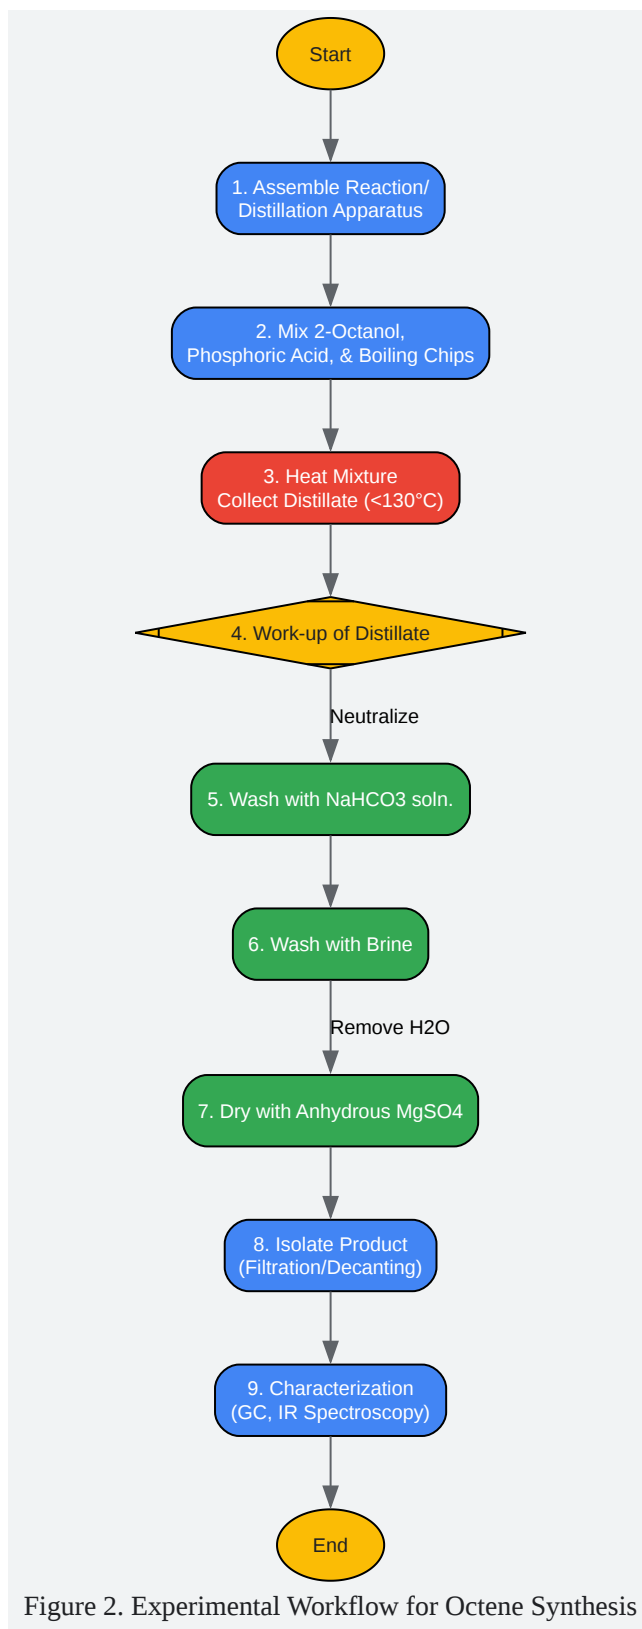 Start
1. Assemble Reaction/
Distillation Apparatus
2. Mix 2-Octanol,
Phosphoric Acid, & Boiling Chips
3. Heat Mixture
Collect Distillate (<130°C)
4. Work-up of Distillate
Neutralize
5. Wash with NaHCO3 soln.
6. Wash with Brine
Remove H2O
7. Dry with Anhydrous MgSO4
8. Isolate Product
(Filtration/Decanting)
9. Characterization
(GC, IR Spectroscopy)
End
Figure 2. Experimental Workflow for Octene Synthesis